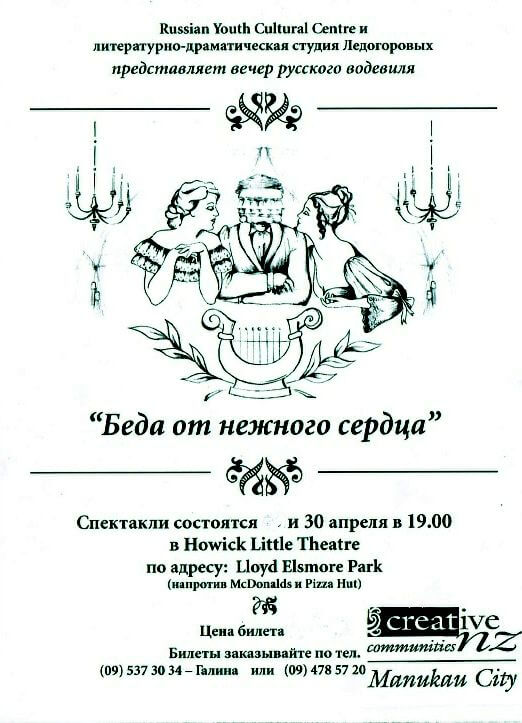 Russian Youth Cultural Centre и
литературно-драматическая студия Ледогоровых
представляет вечер русского водевиля
“Беда от нежного сердца”
Спектакли состоятся и 30 апреля в 19.00
в Howick Little Theatre
по адресу: Lloyd Elsmore Park
(напротив McDonalds и Pizza Hut)
Цена билета
Билеты заказывайте по тел.
(09) 537 30 34 – Галина или (09) 478 57 20
creative
communities nz
Manukau City